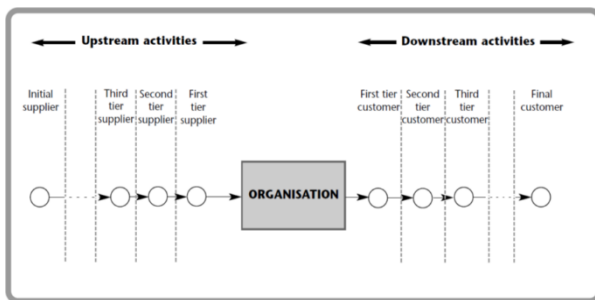 Upstream activities
Downstream activities
Initial
supplier
Third
tier
supplier
Second
tier
supplier
First
tier
supplier
First tier
customer
Second
tier
customer
Third
tier
customer
Final
customer
ORGANISATION